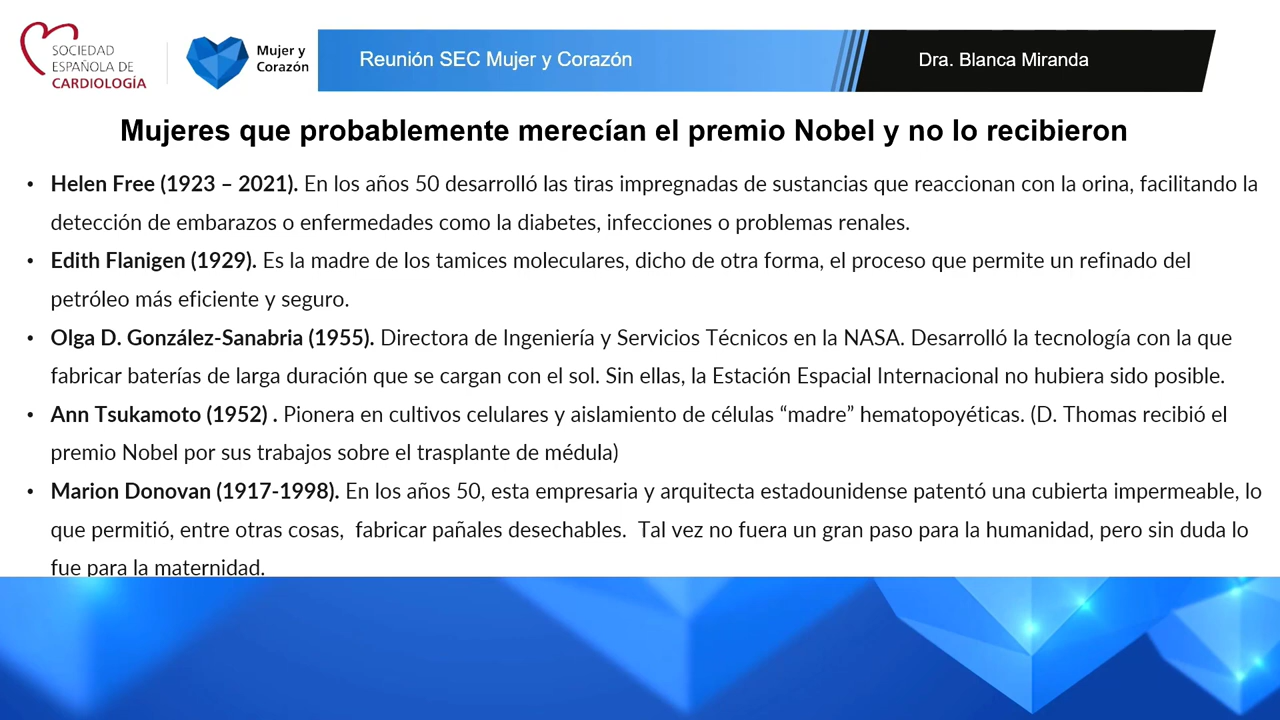 SOCIEDAD
ESPAÑOLA DE
CARDIOLOGÍA
Mujer y
Corazón
Reunión SEC Mujer y Corazón
Dra. Blanca Miranda
Mujeres que probablemente merecían el premio Nobel y no lo recibieron
• Helen Free (1923 – 2021). En los años 50 desarrolló las tiras impregnadas de sustancias que reaccionan con la orina, facilitando la
detección de embarazos o enfermedades como la diabetes, infecciones o problemas renales.
• Edith Flanigen (1929). Es la madre de los tamices moleculares, dicho de otra forma, el proceso que permite un refinado del
petróleo más eficiente y seguro.
• Olga D. González-Sanabria (1955). Directora de Ingeniería y Servicios Técnicos en la NASA. Desarrolló la tecnología con la que
fabricar baterías de larga duración que se cargan con el sol. Sin ellas, la Estación Espacial Internacional no hubiera sido posible.
• Ann Tsukamoto (1952) . Pionera en cultivos celulares y aislamiento de células “madre” hematopoyéticas. (D. Thomas recibió el
premio Nobel por sus trabajos sobre el trasplante de médula)
• Marion Donovan (1917-1998). En los años 50, esta empresaria y arquitecta estadounidense patentó una cubierta impermeable, lo
que permitió, entre otras cosas,  fabricar pañales desechables.  Tal vez no fuera un gran paso para la humanidad, pero sin duda lo
fue para la maternidad.